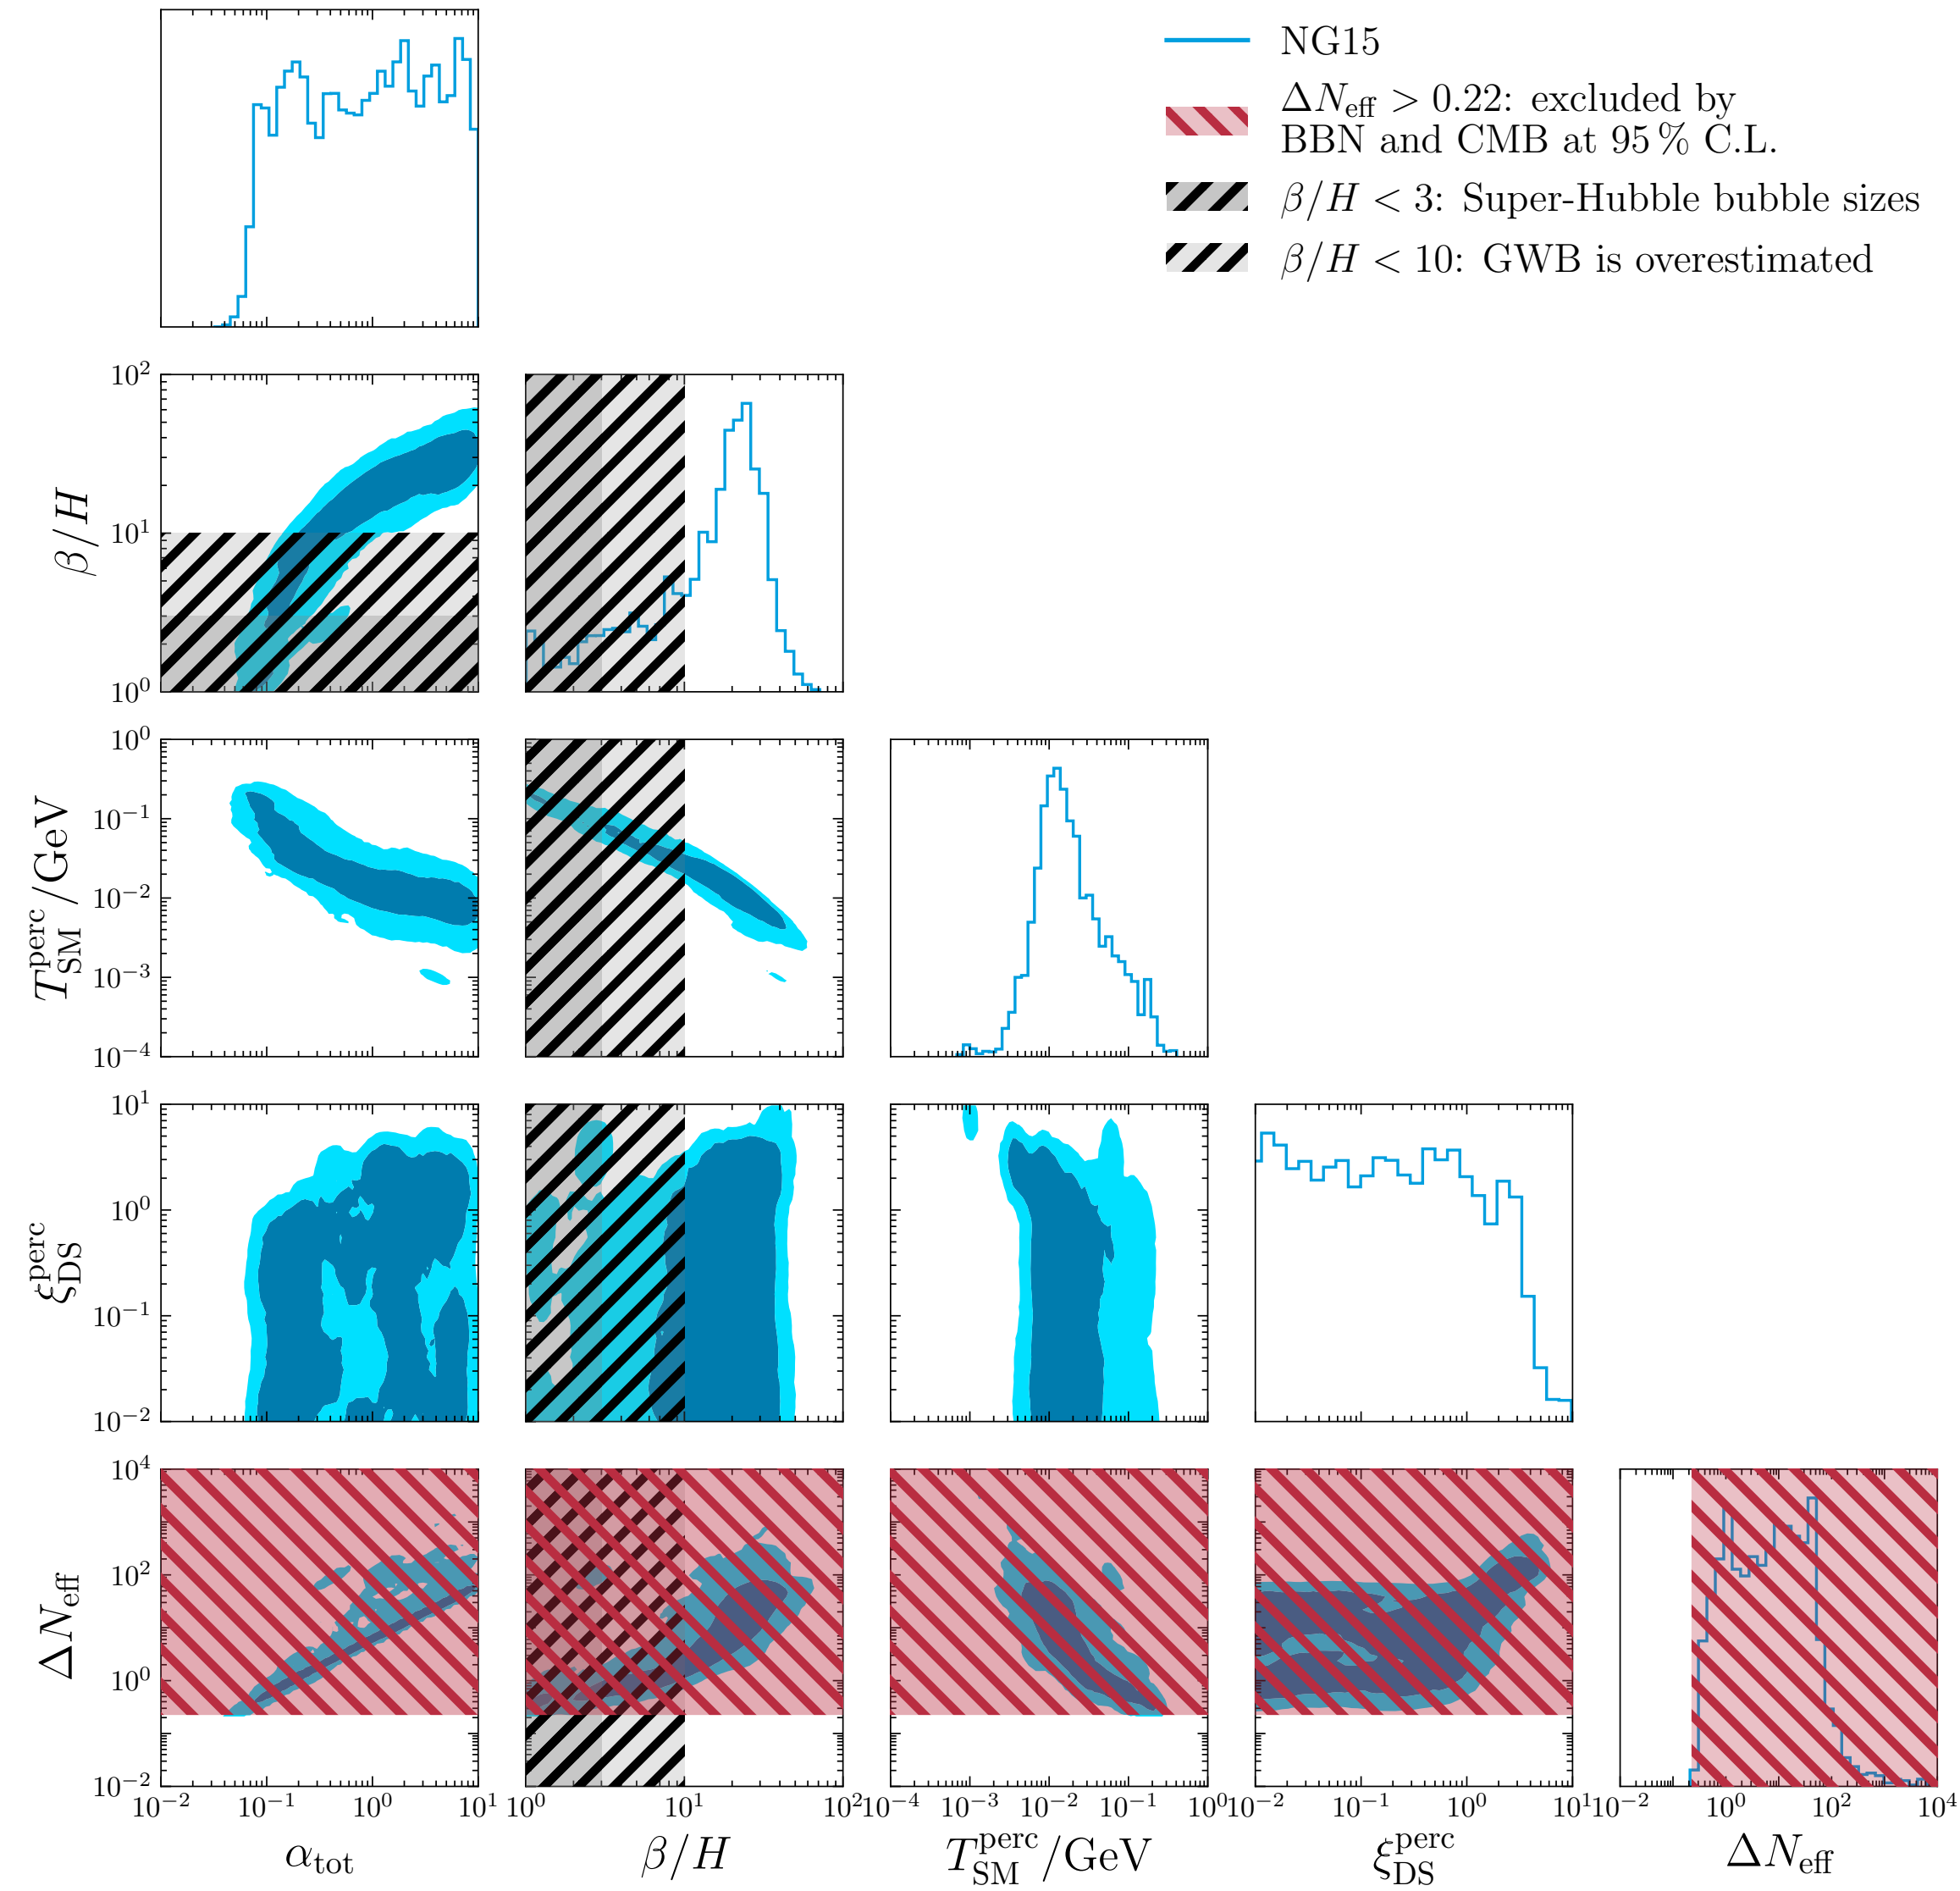 NG15
ΔN_eff > 0.22: excluded by
BBN and CMB at 95 % C.L.
β/H < 3: Super-Hubble bubble sizes
β/H < 10: GWB is overestimated
10^2
10^1
10^0
β/H
10^0
10^−1
10^−2
10^−3
10^−4
T_SM^perc/GeV
10^1
10^0
10^−1
10^−2
ξ_DS^perc
10^4
10^2
10^0
10^−2
ΔN_eff
10^−2 10^−1 10^0 10^1
10^0 10^1 10^2
10^−4 10^−3 10^−2 10^−1 10^0
10^−2 10^−1 10^0 10^1
10^−2 10^0 10^2 10^4
α_tot
β/H
T_SM^perc/GeV
ξ_DS^perc
ΔN_eff